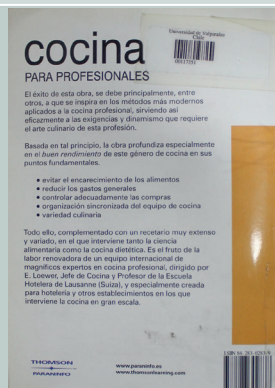 Universidad de Valparaíso
Chile
cocina
PARA PROFESIONALES
El éxito de esta obra, se debe principalmente, entre
otros, a que se inspira en los métodos más modernos
aplicados a la cocina profesional, sirviendo así
eficazmente a las exigencias y dinamismo que requiere
el arte culinario de esta profesión.
Basada en tal principio, la obra profundiza especialmente
en el buen rendimiento de este género de cocina en sus
puntos fundamentales.
• evitar el encarecimiento de los alimentos
• reducir los gastos generales
• controlar adecuadamente las compras
• organización sincronizada del equipo de cocina
• variedad culinaria
Todo ello, complementado con un recetario muy extenso
y variado, en el que interviene tanto la ciencia
alimentaria como la cocina dietética. Es el fruto de la
labor renovadora de un equipo internacional de
magníficos expertos en cocina profesional, dirigido por
E. Loewer, Jefe de Cocina y Profesor de la Escuela
Hotelera de Lausanne (Suiza), y especialmente creada
para hotelería y otros establecimientos en los que
interviene la cocina en gran escala.
THOMSON
PARANINFO
www.paraninfo.es
www.thomsonlearning.com